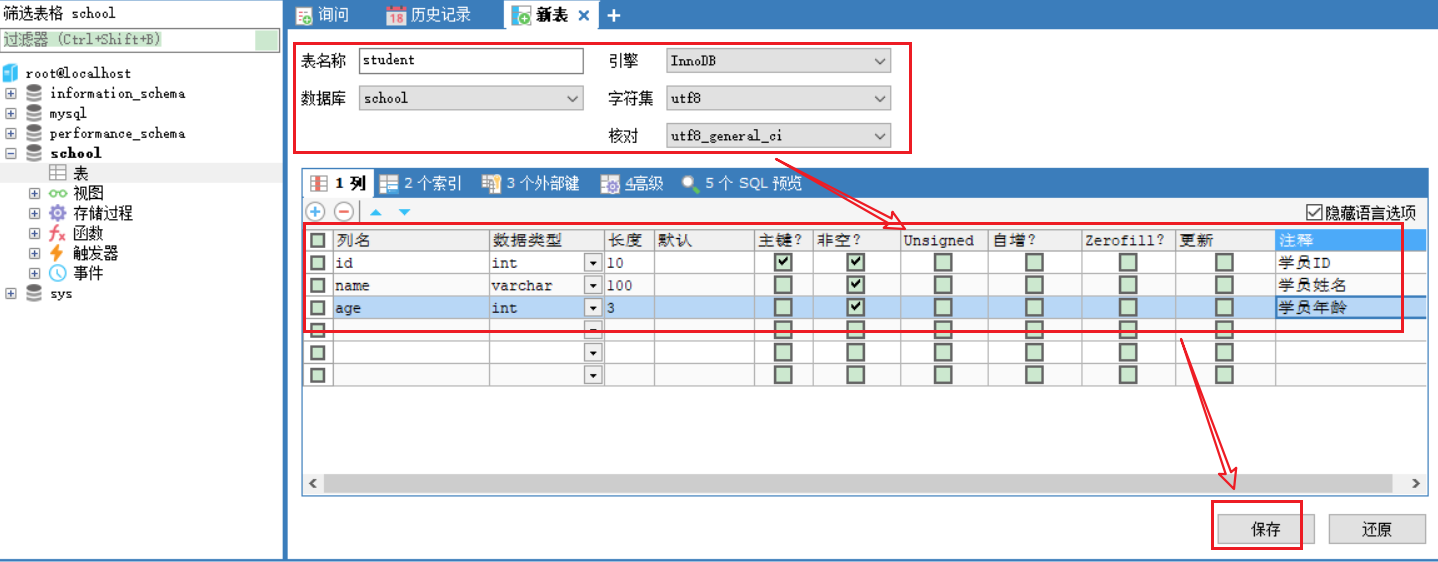 筛选表格 school
过滤器 (Ctrl+Shift+B)
root@localhost
information_schema
mysql
performance_schema
school
表
视图
存储过程
函数
触发器
事件
sys
询问 18 历史记录 新表
表名称 student 引擎 InnoDB
数据库 school 字符集 utf8
核对 utf8_general_ci
1 列 2 个索引 3 个外部键 4高级 5 个 SQL 预览
隐藏语言选项
列名 数据类型 长度 默认 主键? 非空? Unsigned 自增? Zerofill? 更新 注释
id int 10 学员ID
name varchar 100 学员姓名
age int 3 学员年龄
保存 还原